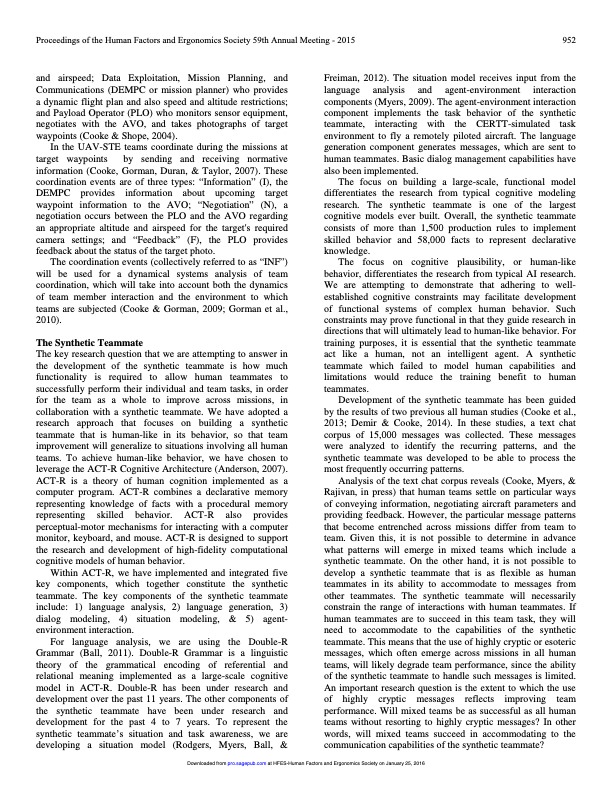 Proceedings of the Human Factors and Ergonomics Society 59th Annual Meeting - 2015
952
and airspeed; Data Exploitation, Mission Planning, and
Communications (DEMPC or mission planner) who provides
a dynamic flight plan and also speed and altitude restrictions;
and Payload Operator (PLO) who monitors sensor equipment,
negotiates with the AVO, and takes photographs of target
waypoints (Cooke & Shope, 2004).
In the UAV-STE teams coordinate during the missions at
target waypoints by sending and receiving normative
information (Cooke, Gorman, Duran, & Taylor, 2007). These
coordination events are of three types: “Information” (I), the
DEMPC provides information about upcoming target
waypoint information to the AVO; “Negotiation” (N), a
negotiation occurs between the PLO and the AVO regarding
an appropriate altitude and airspeed for the target's required
camera settings; and “Feedback” (F), the PLO provides
feedback about the status of the target photo.
The coordination events (collectively referred to as “INF”)
will be used for a dynamical systems analysis of team
coordination, which will take into account both the dynamics
of team member interaction and the environment to which
teams are subjected (Cooke & Gorman, 2009; Gorman et al.,
2010).
The Synthetic Teammate
The key research question that we are attempting to answer in
the development of the synthetic teammate is how much
functionality is required to allow human teammates to
successfully perform their individual and team tasks, in order
for the team as a whole to improve across missions, in
collaboration with a synthetic teammate. We have adopted a
research approach that focuses on building a synthetic
teammate that is human-like in its behavior, so that team
improvement will generalize to situations involving all human
teams. To achieve human-like behavior, we have chosen to
leverage the ACT-R Cognitive Architecture (Anderson, 2007).
ACT-R is a theory of human cognition implemented as a
computer program. ACT-R combines a declarative memory
representing knowledge of facts with a procedural memory
representing skilled behavior. ACT-R also provides
perceptual-motor mechanisms for interacting with a computer
monitor, keyboard, and mouse. ACT-R is designed to support
the research and development of high-fidelity computational
cognitive models of human behavior.
Within ACT-R, we have implemented and integrated five
key components, which together constitute the synthetic
teammate. The key components of the synthetic teammate
include: 1) language analysis, 2) language generation, 3)
dialog modeling, 4) situation modeling, & 5) agent-
environment interaction.
For language analysis, we are using the Double-R
Grammar (Ball, 2011). Double-R Grammar is a linguistic
theory of the grammatical encoding of referential and
relational meaning implemented as a large-scale cognitive
model in ACT-R. Double-R has been under research and
development over the past 11 years. The other components of
the synthetic teammate have been under research and
development for the past 4 to 7 years. To represent the
synthetic teammate’s situation and task awareness, we are
developing a situation model (Rodgers, Myers, Ball, &
Freiman, 2012). The situation model receives input from the
language analysis and agent-environment interaction
components (Myers, 2009). The agent-environment interaction
component implements the task behavior of the synthetic
teammate, interacting with the CERTT-simulated task
environment to fly a remotely piloted aircraft. The language
generation component generates messages, which are sent to
human teammates. Basic dialog management capabilities have
also been implemented.
The focus on building a large-scale, functional model
differentiates the research from typical cognitive modeling
research. The synthetic teammate is one of the largest
cognitive models ever built. Overall, the synthetic teammate
consists of more than 1,500 production rules to implement
skilled behavior and 58,000 facts to represent declarative
knowledge.
The focus on cognitive plausibility, or human-like
behavior, differentiates the research from typical AI research.
We are attempting to demonstrate that adhering to well-
established cognitive constraints may facilitate development
of functional systems of complex human behavior. Such
constraints may prove functional in that they guide research in
directions that will ultimately lead to human-like behavior. For
training purposes, it is essential that the synthetic teammate
act like a human, not an intelligent agent. A synthetic
teammate which failed to model human capabilities and
limitations would reduce the training benefit to human
teammates.
Development of the synthetic teammate has been guided
by the results of two previous all human studies (Cooke et al.,
2013; Demir & Cooke, 2014). In these studies, a text chat
corpus of 15,000 messages was collected. These messages
were analyzed to identify the recurring patterns, and the
synthetic teammate was developed to be able to process the
most frequently occurring patterns.
Analysis of the text chat corpus reveals (Cooke, Myers, &
Rajivan, in press) that human teams settle on particular ways
of conveying information, negotiating aircraft parameters and
providing feedback. However, the particular message patterns
that become entrenched across missions differ from team to
team. Given this, it is not possible to determine in advance
what patterns will emerge in mixed teams which include a
synthetic teammate. On the other hand, it is not possible to
develop a synthetic teammate that is as flexible as human
teammates in its ability to accommodate to messages from
other teammates. The synthetic teammate will necessarily
constrain the range of interactions with human teammates. If
human teammates are to succeed in this team task, they will
need to accommodate to the capabilities of the synthetic
teammate. This means that the use of highly cryptic or esoteric
messages, which often emerge across missions in all human
teams, will likely degrade team performance, since the ability
of the synthetic teammate to handle such messages is limited.
An important research question is the extent to which the use
of highly cryptic messages reflects improving team
performance. Will mixed teams be as successful as all human
teams without resorting to highly cryptic messages? In other
words, will mixed teams succeed in accommodating to the
communication capabilities of the synthetic teammate?
Downloaded from pro.sagepub.com at HFES-Human Factors and Ergonomics Society on January 25, 2016